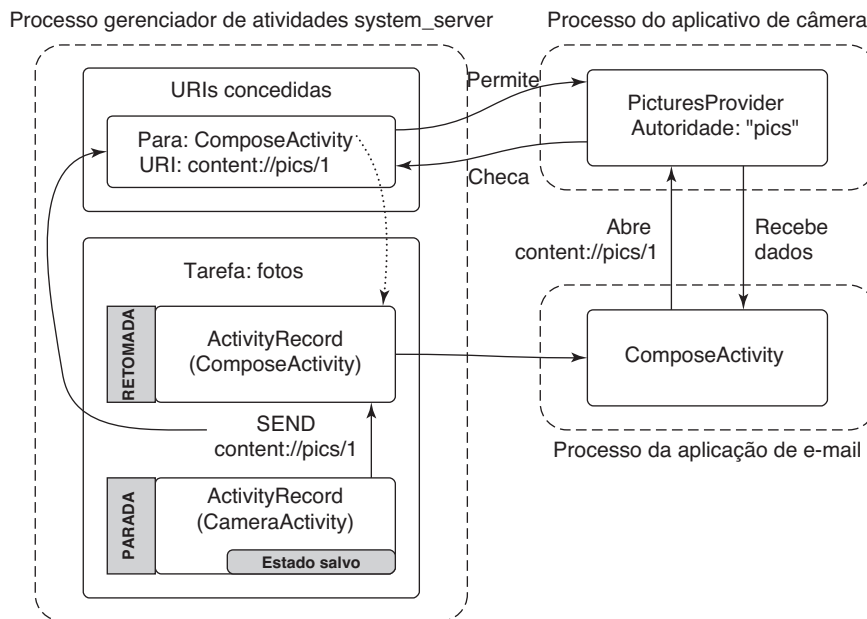 Processo gerenciador de atividades system_server
Processo do aplicativo de câmera
URIs concedidas
Para: ComposeActivity
URI: content://pics/1
Permite
Checa
PicturesProvider
Autoridade: "pics"
Abre
content://pics/1
Recebe
dados
Tarefa: fotos
RETOMADA
ActivityRecord
(ComposeActivity)
ComposeActivity
SEND
content://pics/1
Processo da aplicação de e-mail
PARADA
ActivityRecord
(CameraActivity)
Estado salvo